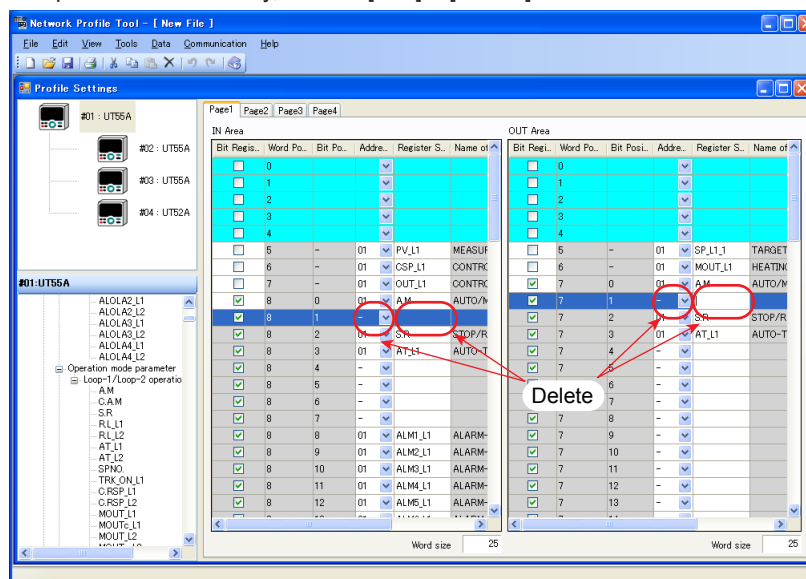 Network Profile Tool - [ New File ]
File Edit View Tools Data Communication Help
Profile Settings
#01 : UT55A
#02 : UT55A
#03 : UT55A
#04 : UT52A
#01:UT55A
ALOLA2_L1
ALOLA2_L2
ALOLA3_L1
ALOLA3_L2
ALOLA4_L1
ALOLA4_L2
Operation mode parameter
Loop-1/Loop-2 operatio
A.M
C.A.M
S.R
R.L_L1
R.L_L2
AT_L1
AT_L2
SPNO.
TRK_ON_L1
C.RSP_L1
C.RSP_L2
MOUT_L1
MOUTc_L1
MOUT_L2
Page1 Page2 Page3 Page4
IN Area
Bit Regis... Word Po... Bit Po... Addre... Register S... Name of
0
1
2
3
4
5 - 01 PV_L1 MEASUF
6 - 01 CSP_L1 CONTRC
7 - 01 OUT_L1 CONTRC
8 0 01 A.M AUTO/M
8 1 -
8 2 01 S.R STOP/R
8 3 01 AT_L1 AUTO-T
8 4 -
8 5 -
8 6 -
8 7 -
8 8 01 ALM1_L1 ALARM-
8 9 01 ALM2_L1 ALARM-
8 10 01 ALM3_L1 ALARM-
8 11 01 ALM4_L1 ALARM-
8 12 01 ALM5_L1 ALARM-
Word size 25
OUT Area
Bit Regi... Word Po... Bit Posi... Addre... Register S... Name of
0
1
2
3
4
5 - 01 SP_L1_1 TARGET
6 - 01 MOUT_L1 HEATING
7 0 01 A.M AUTO/M
7 1 -
7 2 01 S.R STOP/R
7 3 01 AT_L1 AUTO-T
7 4 -
5 -
6 -
7 -
7 8 -
7 9 -
7 10 -
7 11 -
7 12 -
7 13 -
Word size 25
Delete